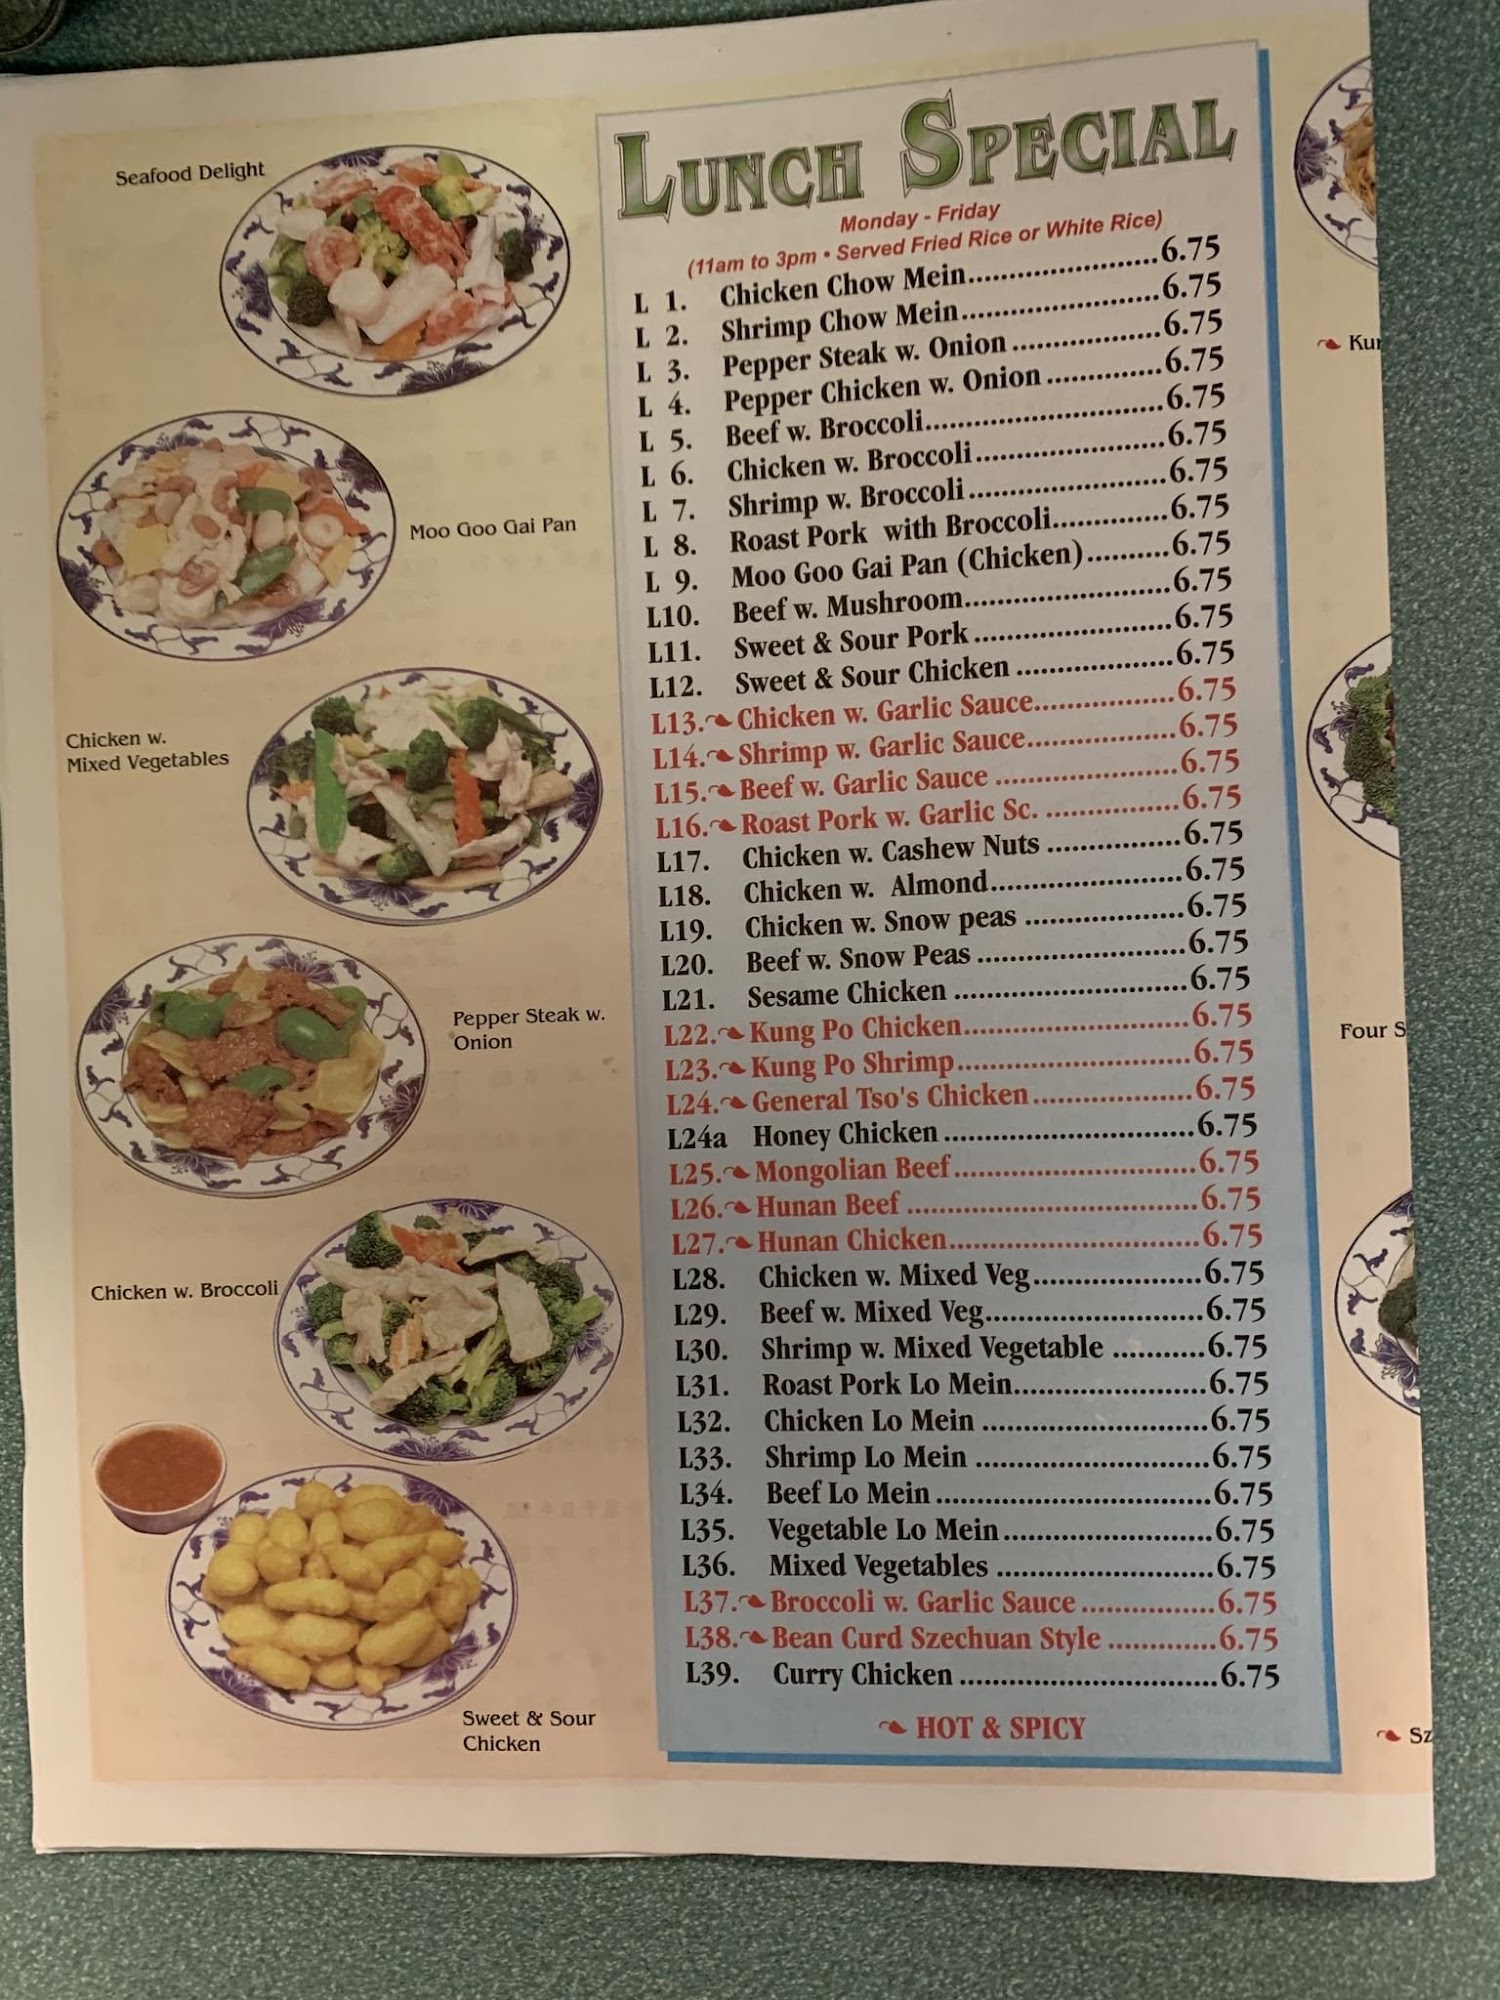 LUNCH SPECIAL
Monday - Friday
(11am to 3pm • Served Fried Rice or White Rice)
L 1. Chicken Chow Mein.......................6.75
L 2. Shrimp Chow Mein.......................6.75
L 3. Pepper Steak w. Onion.................6.75
L 4. Pepper Chicken w. Onion.............6.75
L 5. Beef w. Broccoli...........................6.75
L 6. Chicken w. Broccoli.....................6.75
L 7. Shrimp w. Broccoli.......................6.75
L 8. Roast Pork with Broccoli.............6.75
L 9. Moo Goo Gai Pan (Chicken)..........6.75
L10. Beef w. Mushroom.......................6.75
L11. Sweet & Sour Pork.......................6.75
L12. Sweet & Sour Chicken..................6.75
L13. Chicken w. Garlic Sauce................6.75
L14. Shrimp w. Garlic Sauce.................6.75
L15. Beef w. Garlic Sauce.....................6.75
L16. Roast Pork w. Garlic Sc................6.75
L17. Chicken w. Cashew Nuts...............6.75
L18. Chicken w. Almond......................6.75
L19. Chicken w. Snow peas..................6.75
L20. Beef w. Snow Peas.......................6.75
L21. Sesame Chicken..........................6.75
L22. Kung Po Chicken.........................6.75
L23. Kung Po Shrimp..........................6.75
L24. General Tso's Chicken..................6.75
L24a Honey Chicken............................6.75
L25. Mongolian Beef...........................6.75
L26. Hunan Beef................................6.75
L27. Hunan Chicken...........................6.75
L28. Chicken w. Mixed Veg..................6.75
L29. Beef w. Mixed Veg.......................6.75
L30. Shrimp w. Mixed Vegetable...........6.75
L31. Roast Pork Lo Mein.....................6.75
L32. Chicken Lo Mein.........................6.75
L33. Shrimp Lo Mein..........................6.75
L34. Beef Lo Mein..............................6.75
L35. Vegetable Lo Mein.......................6.75
L36. Mixed Vegetables........................6.75
L37. Broccoli w. Garlic Sauce...............6.75
L38. Bean Curd Szechuan Style............6.75
L39. Curry Chicken............................6.75
HOT & SPICY
Seafood Delight
Moo Goo Gai Pan
Chicken w.
Mixed Vegetables
Pepper Steak w.
Onion
Chicken w. Broccoli
Sweet & Sour
Chicken
Four S